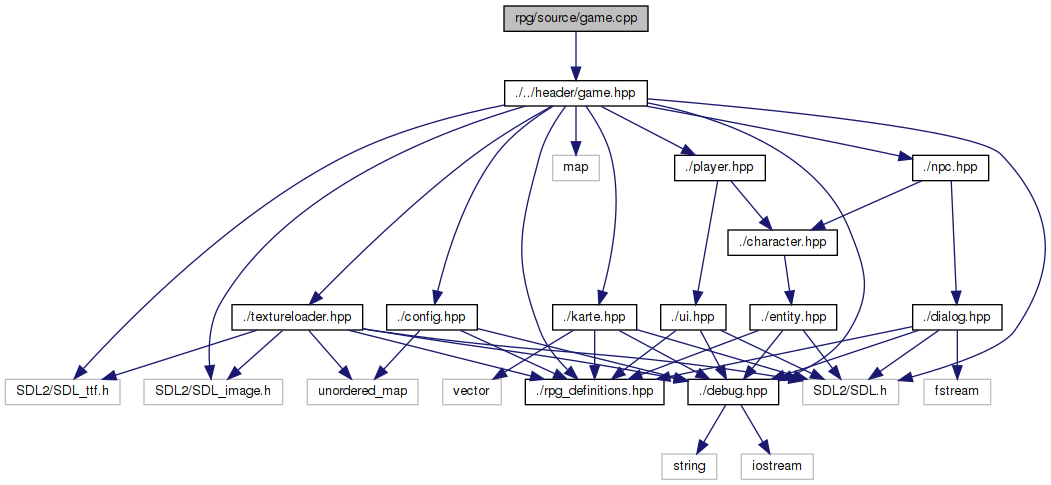 rpg/source/game.cpp
./../header/game.hpp
map
./player.hpp
./npc.hpp
./character.hpp
./textureloader.hpp
./config.hpp
./karte.hpp
./ui.hpp
./entity.hpp
./dialog.hpp
SDL2/SDL_ttf.h
SDL2/SDL_image.h
unordered_map
vector
./rpg_definitions.hpp
./debug.hpp
SDL2/SDL.h
fstream
string
iostream